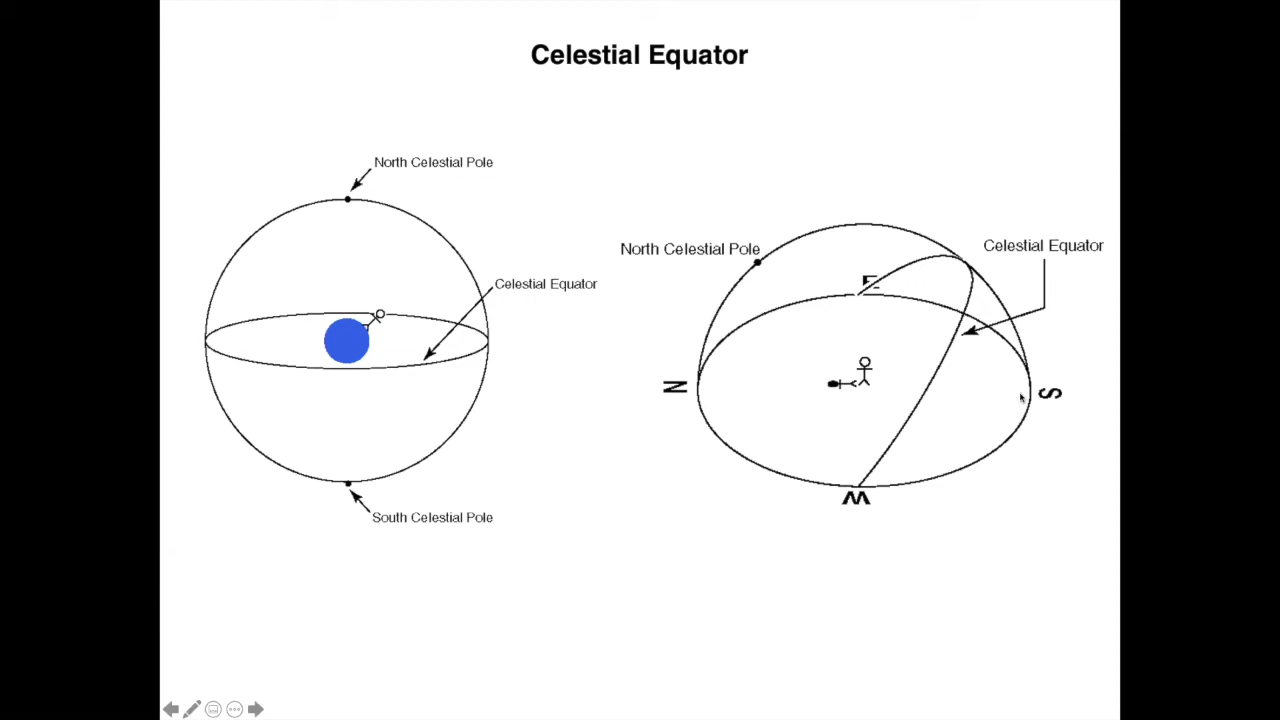 Celestial Equator
North Celestial Pole
Celestial Equator
South Celestial Pole
North Celestial Pole
Celestial Equator
E
N
S
W